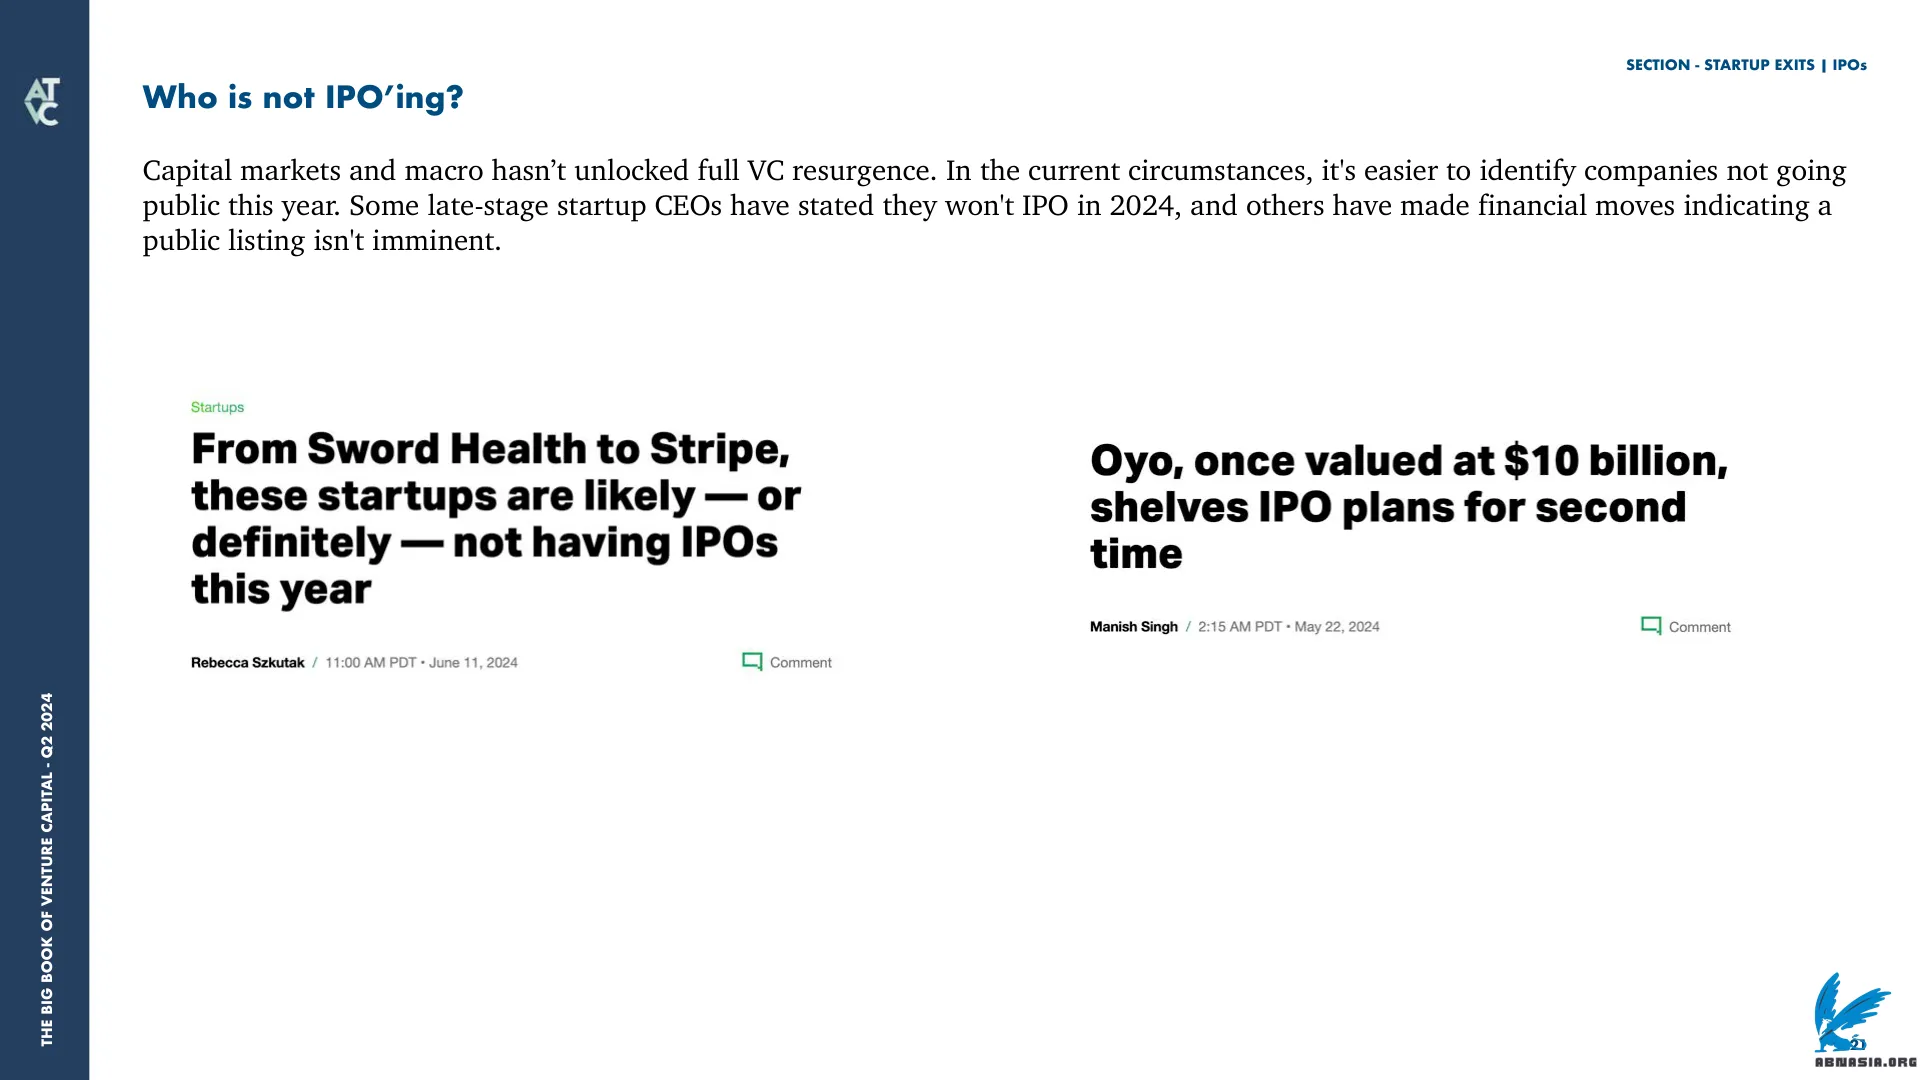 SECTION - STARTUP EXITS | IPOs
Who is not IPO’ing?
Capital markets and macro hasn’t unlocked full VC resurgence. In the current circumstances, it's easier to identify companies not going
public this year. Some late-stage startup CEOs have stated they won't IPO in 2024, and others have made financial moves indicating a
public listing isn't imminent.
Startups
From Sword Health to Stripe,
these startups are likely — or
definitely — not having IPOs
this year
Rebecca Szkutak / 11:00 AM PDT • June 11, 2024
Comment
Oyo, once valued at $10 billion,
shelves IPO plans for second
time
Manish Singh / 2:15 AM PDT • May 22, 2024
Comment
AT
VC
THE BIG BOOK OF VENTURE CAPITAL - Q2 2024
21
ABNASIA.ORG